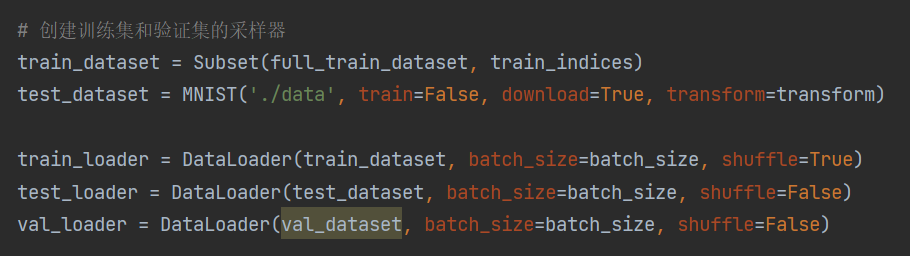 # 创建训练集和验证集的采样器
train_dataset = Subset(full_train_dataset, train_indices)
test_dataset = MNIST('./data', train=False, download=True, transform=transform)
train_loader = DataLoader(train_dataset, batch_size=batch_size, shuffle=True)
test_loader = DataLoader(test_dataset, batch_size=batch_size, shuffle=False)
val_loader = DataLoader(val_dataset, batch_size=batch_size, shuffle=False)